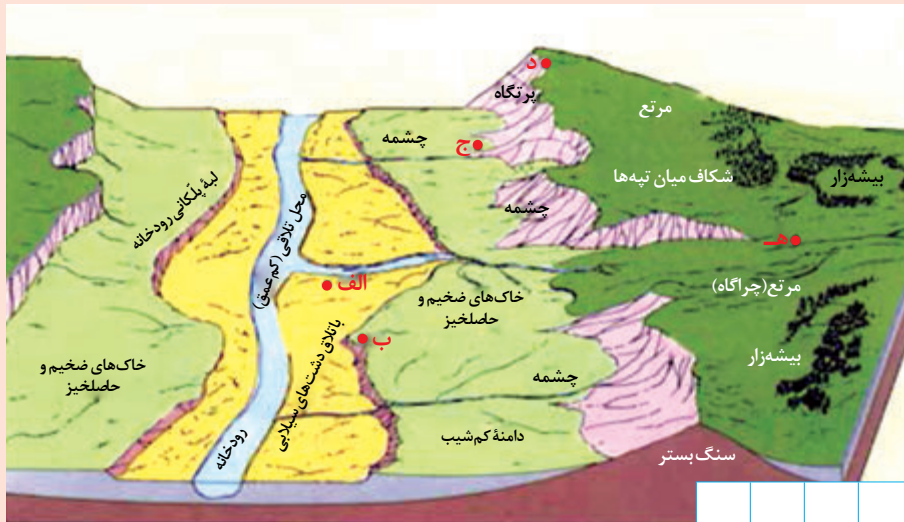 د
پرتگاه
مرتع
چشمه
ج
شکاف میان تپه‌ها
بیشه‌زار
لبهٔ پلکانی رودخانه
چشمه
هـ
محل تلاقی (کم‌عمق)
الف
مرتع(چراگاه)
خاک‌های ضخیم و
حاصلخیز
ب
باتلاق دشت‌های سیلابی
خاک‌های ضخیم و
حاصلخیز
بیشه‌زار
چشمه
رودخانه
دامنهٔ کم‌شیب
سنگ بستر